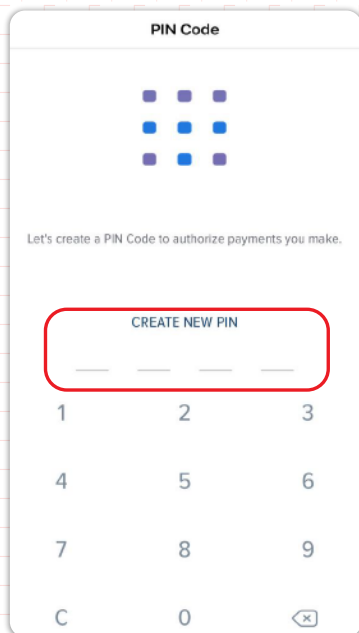 PIN Code
Let's create a PIN Code to authorize payments you make.
CREATE NEW PIN
1 2 3
4 5 6
7 8 9
C 0